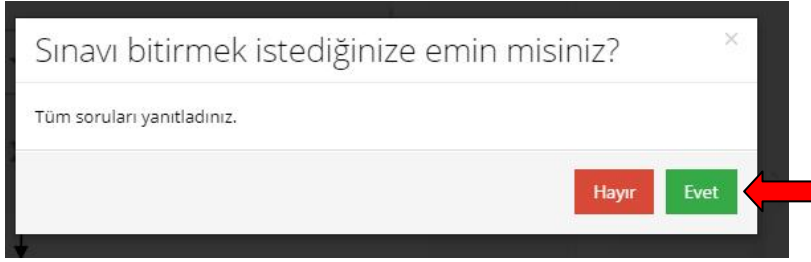 Sınavı bitirmek istediğinize emin misiniz?
×
Tüm soruları yanıtladınız.
Hayır
Evet